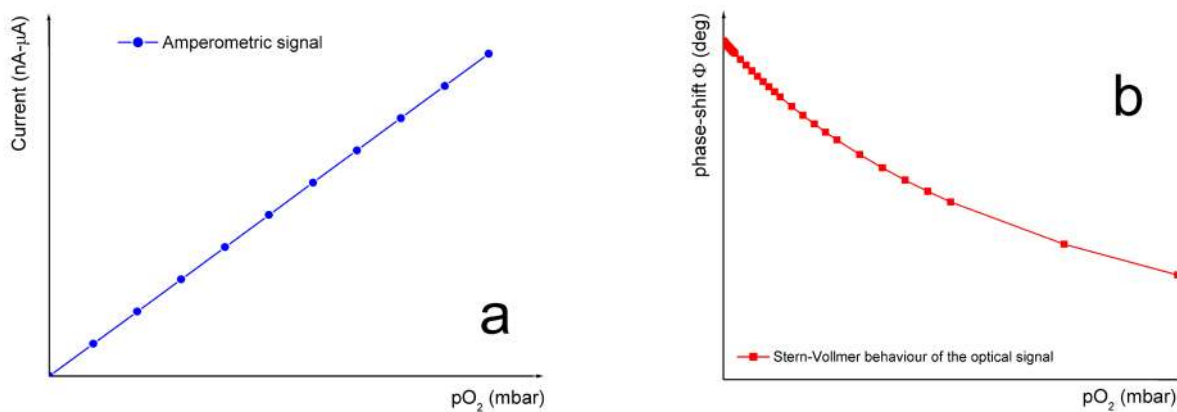 Current (nA-μA)
Amperometric signal
a
pO2 (mbar)
phase-shift Φ (deg)
b
Stern-Vollmer behaviour of the optical signal
pO2 (mbar)